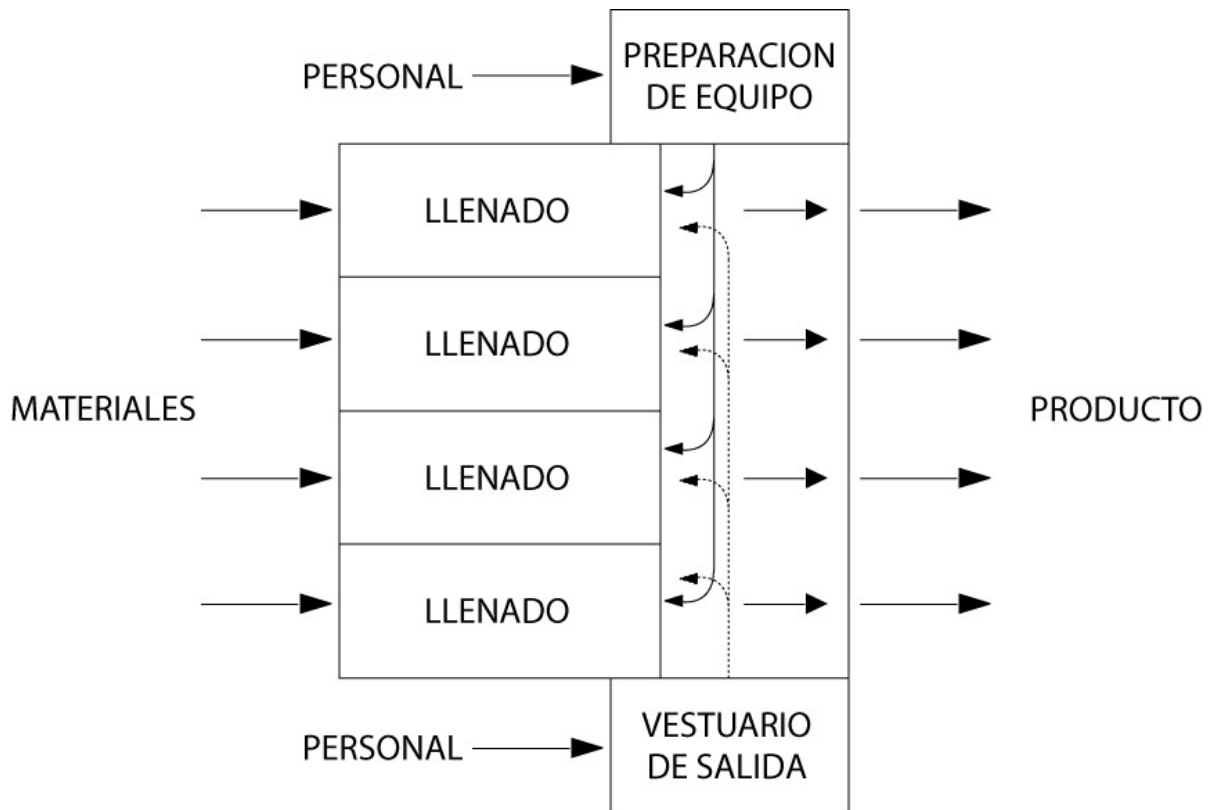 PERSONAL
PREPARACION
DE EQUIPO
LLENADO
LLENADO
MATERIALES
PRODUCTO
LLENADO
LLENADO
PERSONAL
VESTUARIO
DE SALIDA